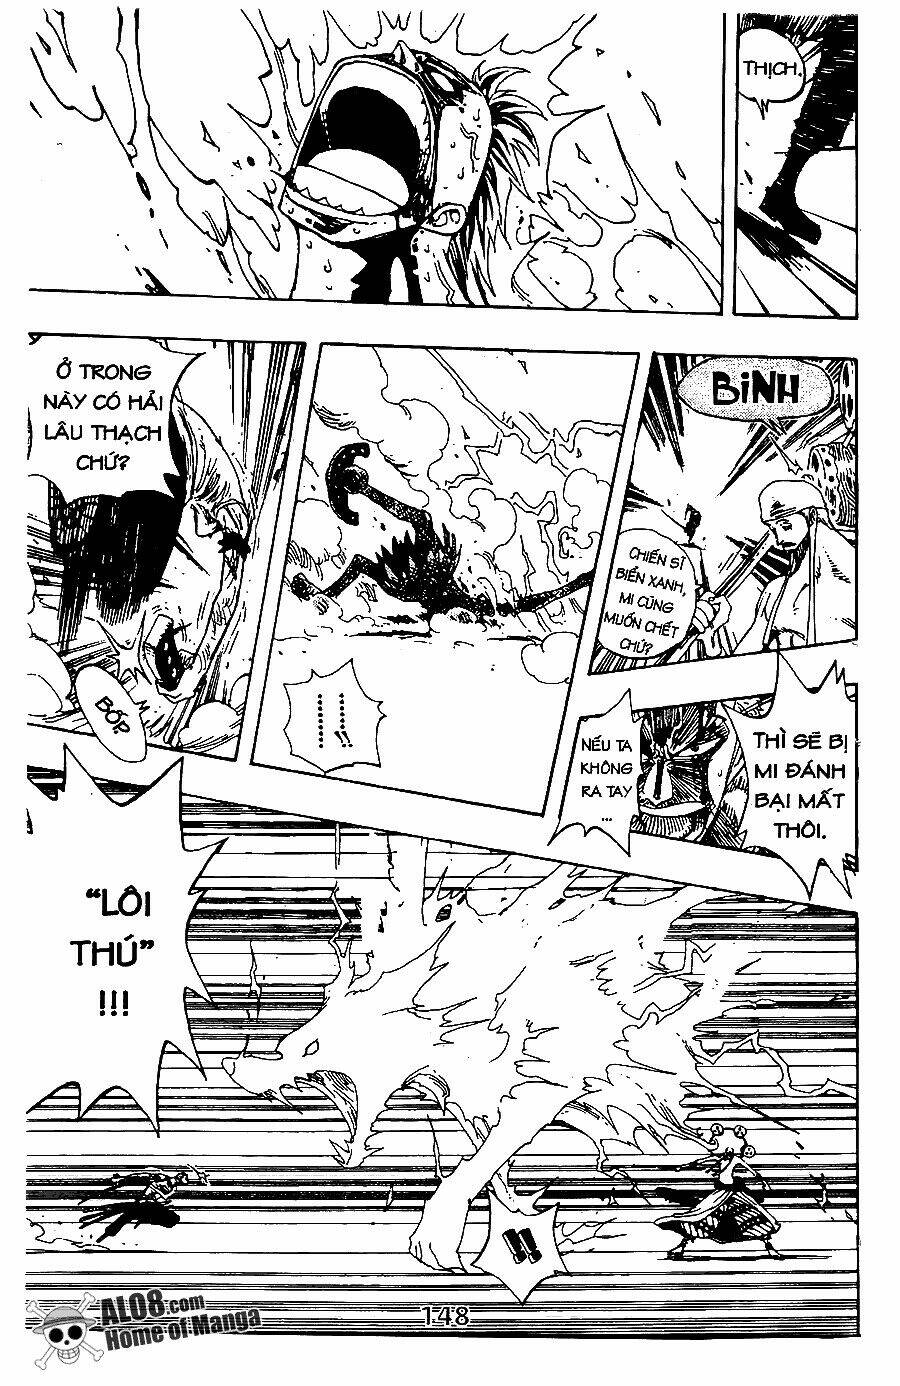 THỊCH.
BINH
CHIẾN SĨ
BIỂN XANH,
MI CŨNG
MUỐN CHẾT
CHỨ?
......
......!!
Ở TRONG
NÀY CÓ HẢI
LÂU THẠCH
CHỨ?
BỐP
THÌ SẼ BỊ
MI ĐÁNH
BẠI MẤT
THÔI.
NẾU TA
KHÔNG
RA TAY
...
“LÔI
THÚ”
!!!
!!
148
ALO8.com
Home of Manga